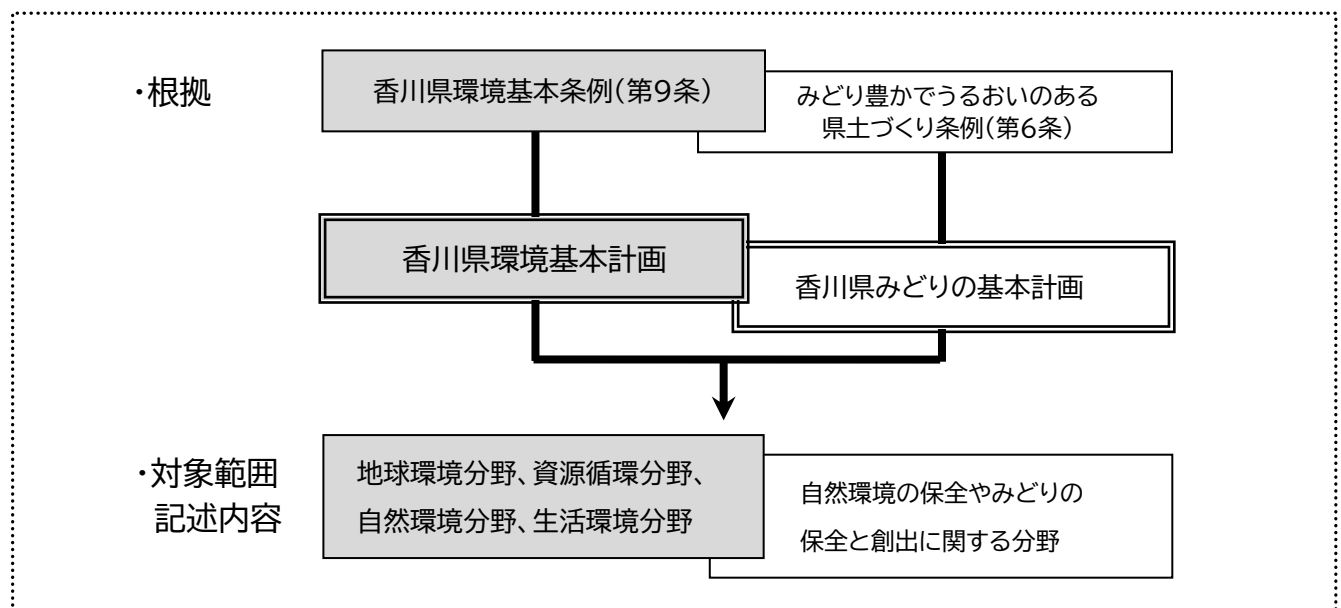 ・根拠
香川県環境基本条例(第9条)
みどり豊かでうるおいのある
県土づくり条例(第6条)
香川県環境基本計画
香川県みどりの基本計画
・対象範囲
記述内容
地球環境分野、資源循環分野、
自然環境分野、生活環境分野
自然環境の保全やみどりの
保全と創出に関する分野